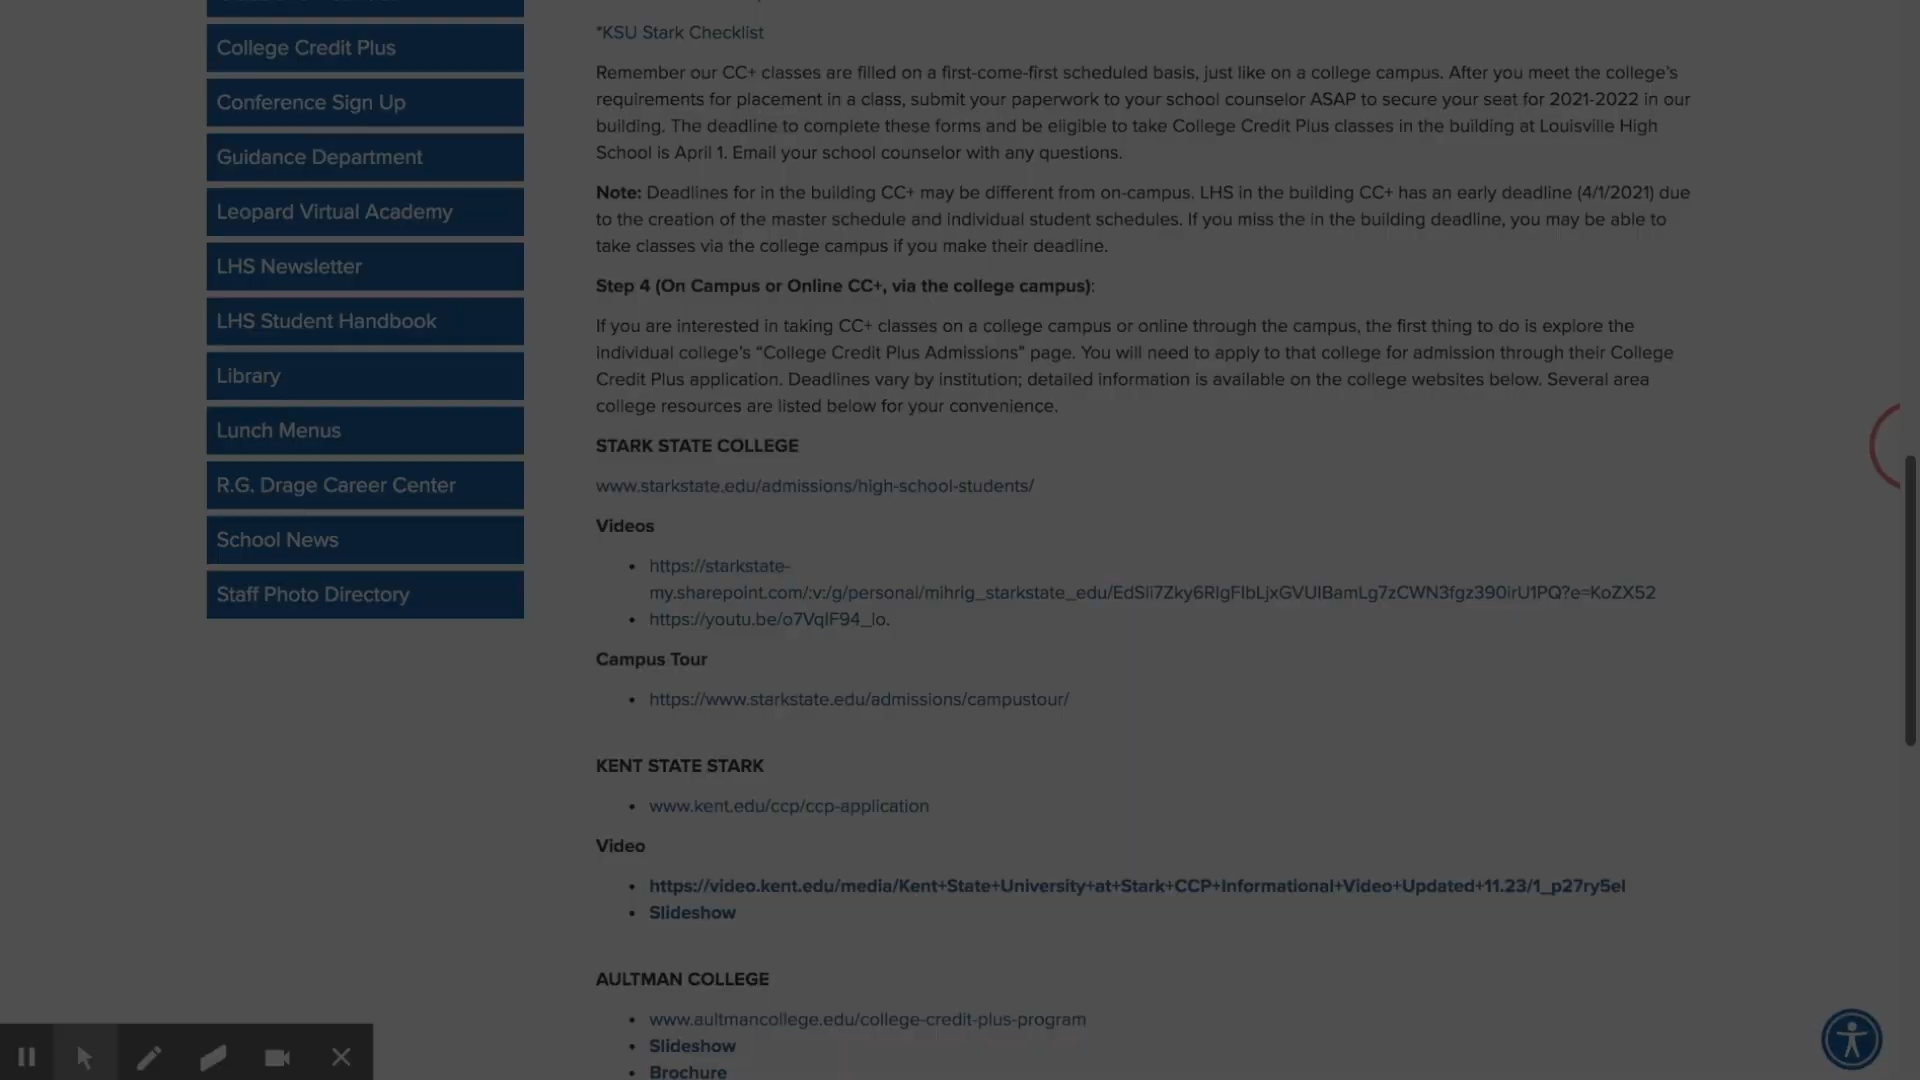 College Credit Plus
Conference Sign Up
Guidance Department
Leopard Virtual Academy
LHS Newsletter
LHS Student Handbook
Library
Lunch Menus
R.G. Drage Career Center
School News
Staff Photo Directory
*KSU Stark Checklist
Remember our CC+ classes are filled on a first-come-first scheduled basis, just like on a college campus. After you meet the college's
requirements for placement in a class, submit your paperwork to your school counselor ASAP to secure your seat for 2021-2022 in our
building. The deadline to complete these forms and be eligible to take College Credit Plus classes in the building at Louisville High
School is April 1. Email your school counselor with any questions.
Note: Deadlines for in the building CC+ may be different from on-campus. LHS in the building CC+ has an early deadline (4/1/2021) due
to the creation of the master schedule and individual student schedules. If you miss the in the building deadline, you may be able to
take classes via the college campus if you make their deadline.
Step 4 (On Campus or Online CC+, via the college campus):
If you are interested in taking CC+ classes on a college campus or online through the campus, the first thing to do is explore the
individual college's “College Credit Plus Admissions” page. You will need to apply to that college for admission through their College
Credit Plus application. Deadlines vary by institution; detailed information is available on the college websites below. Several area
college resources are listed below for your convenience.
STARK STATE COLLEGE
www.starkstate.edu/admissions/high-school-students/
Videos
• https://starkstate-
my.sharepoint.com/:v:/g/personal/mihrig_starkstate_edu/EdSli7Zky6RIgFIbLjxGVUIBamLg7zCWN3fgz390irU1PQ?e=KoZX52
• https://youtu.be/o7VqIF94_Io.
Campus Tour
• https://www.starkstate.edu/admissions/campustour/
KENT STATE STARK
• www.kent.edu/ccp/ccp-application
Video
• https://video.kent.edu/media/Kent+State+University+at+Stark+CCP+Informational+Video+Updated+11.23/1_p27ry5el
• Slideshow
AULTMAN COLLEGE
• www.aultmancollege.edu/college-credit-plus-program
• Slideshow
• Brochure